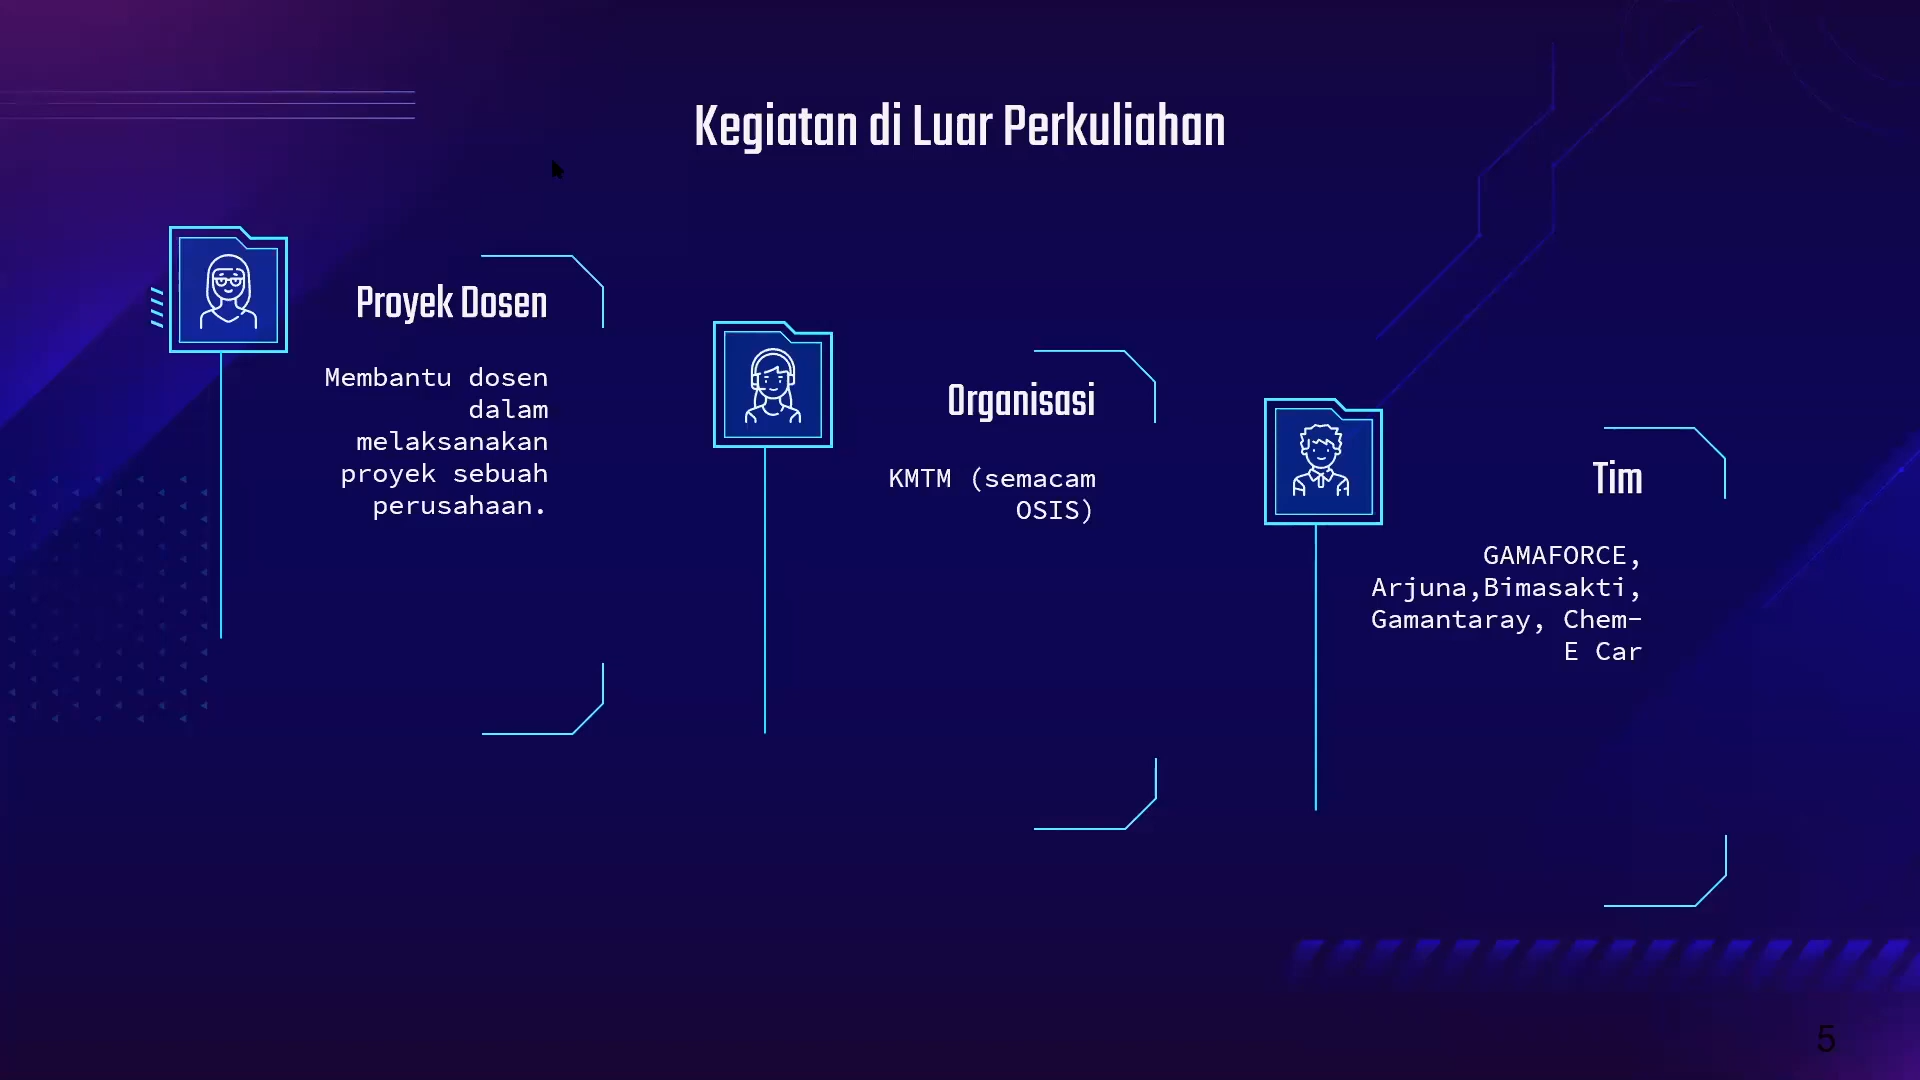 Kegiatan di Luar Perkuliahan
Proyek Dosen
Membantu dosen
dalam
melaksanakan
proyek sebuah
perusahaan.
Organisasi
KMTM (semacam
OSIS)
Tim
GAMAFORCE,
Arjuna,Bimasakti,
Gamantaray, Chem-
E Car
5